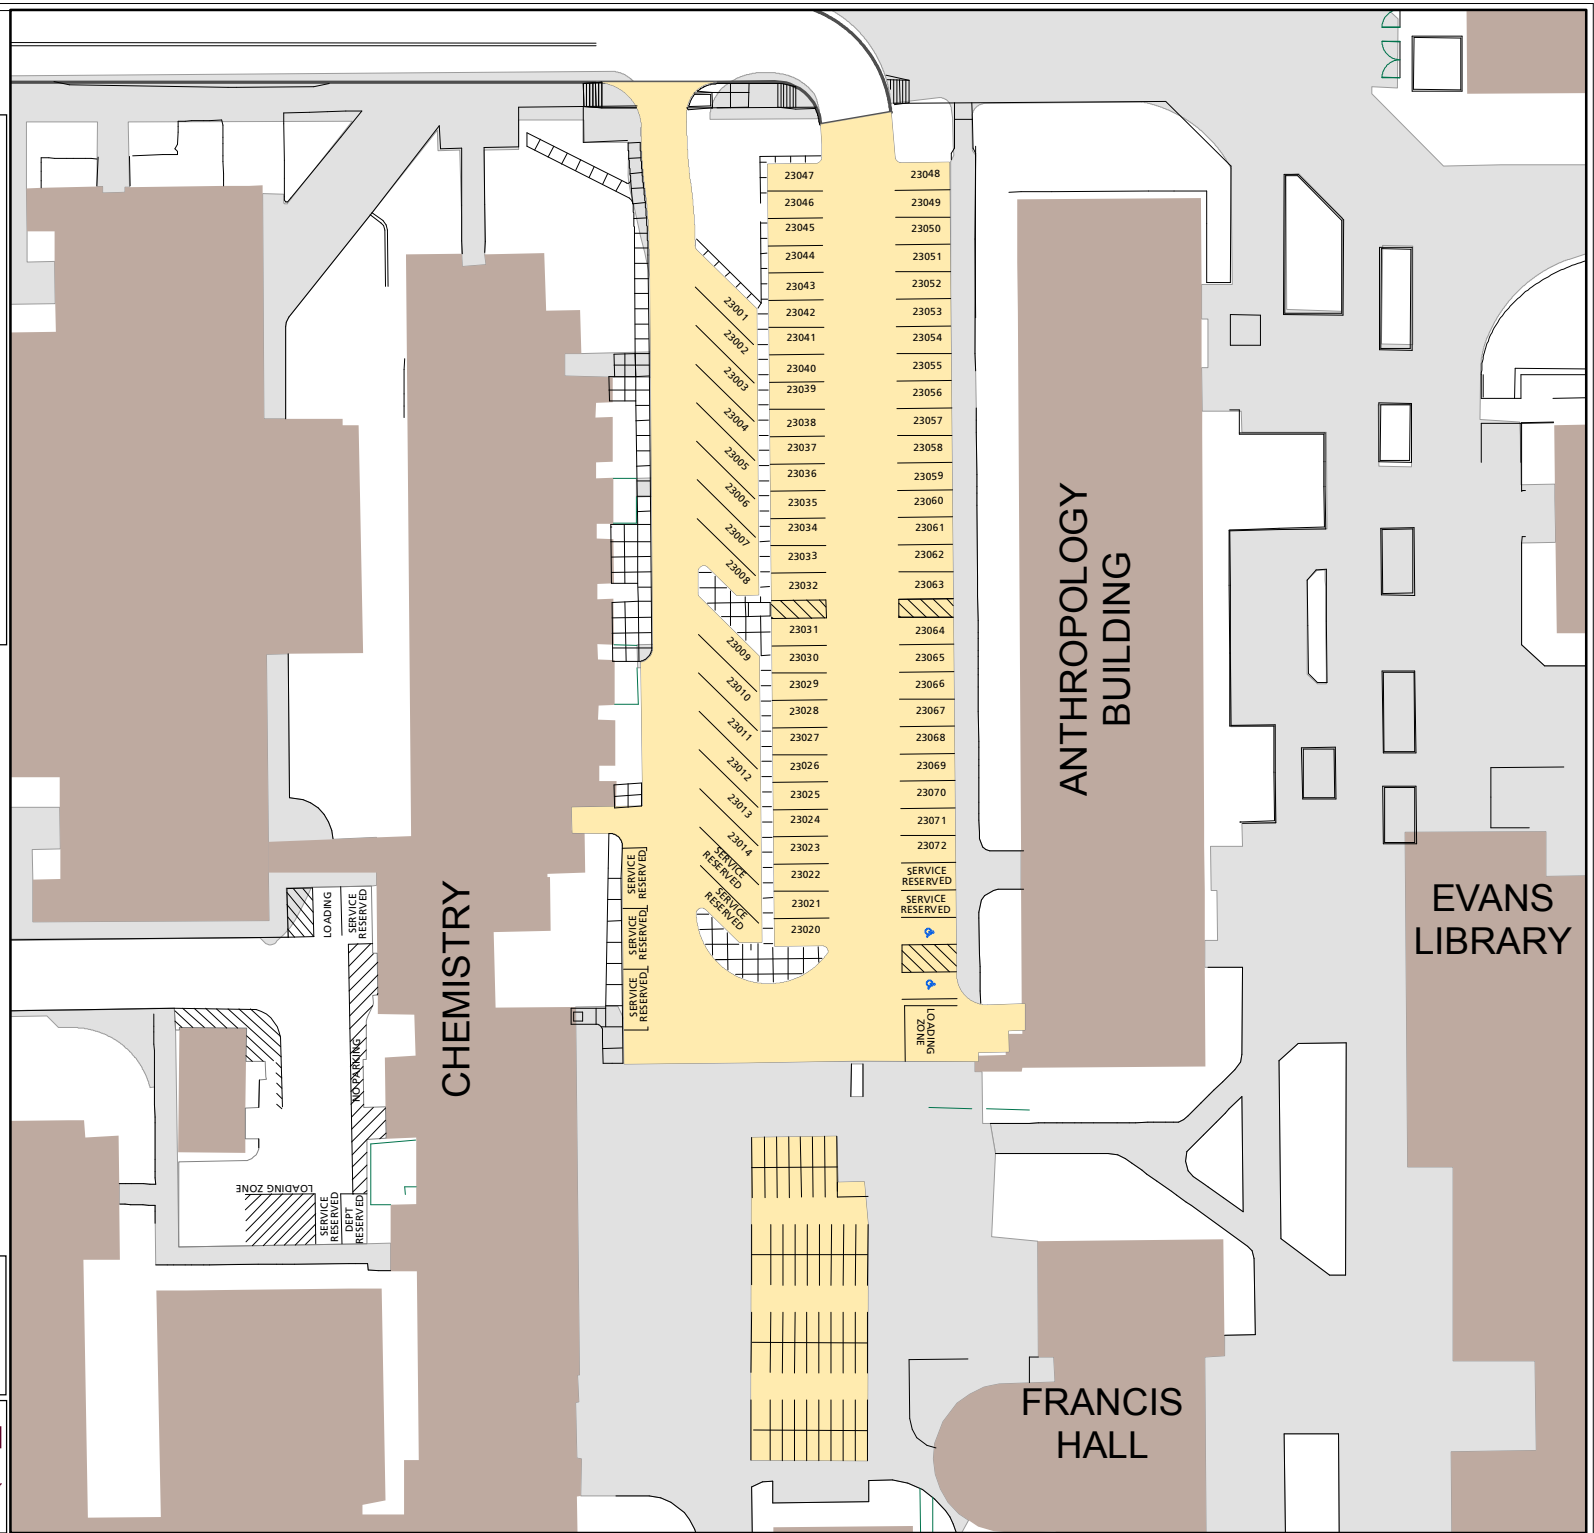 23047
23046
23045
23044
23043
23042
23041
23040
23039
23038
23037
23036
23035
23034
23033
23032
23031
23030
23029
23028
23027
23026
23025
23024
23023
23022
23021
23020
23048
23049
23050
23051
23052
23053
23054
23055
23056
23057
23058
23059
23060
23061
23062
23063
23064
23065
23066
23067
23068
23069
23070
23071
23072
SERVICE
RESERVED
SERVICE
RESERVED
LOADING
ZONE
23001
23002
23003
23004
23005
23006
23007
23008
23009
23010
23011
23012
23013
23014
SERVICE
RESERVED
SERVICE
RESERVED
SERVICE
RESERVED
SERVICE
RESERVED
SERVICE
RESERVED
LOADING
SERVICE
RESERVED
NO PARKING
LOADING ZONE
SERVICE
RESERVED
DEPT
RESERVED
CHEMISTRY
ANTHROPOLOGY
BUILDING
EVANS
LIBRARY
FRANCIS
HALL